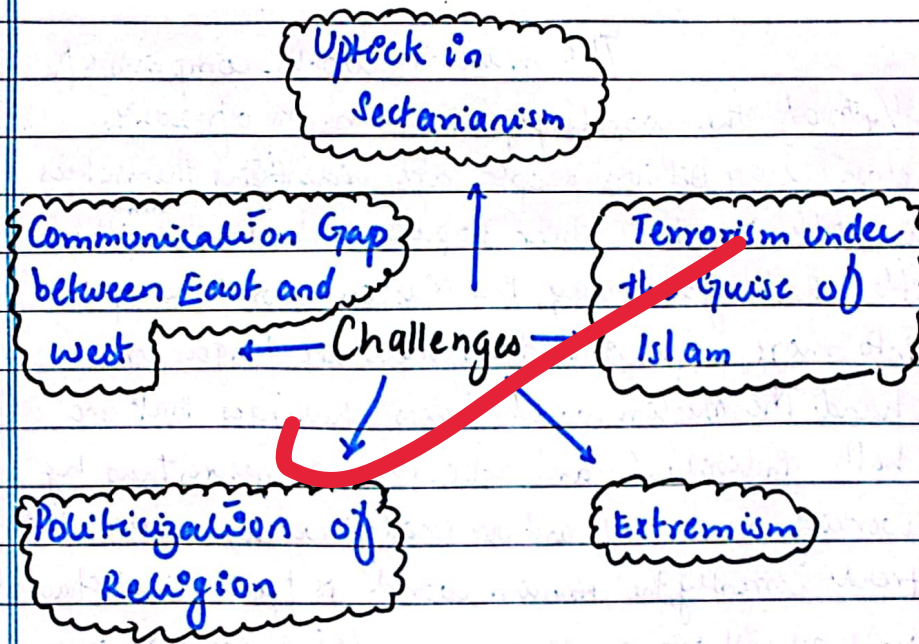 Uptick in
Sectarianism
Communication Gap
between East and
West
Terrorism under
the Guise of
Islam
Challenges
Politicization of
Religion
Extremism